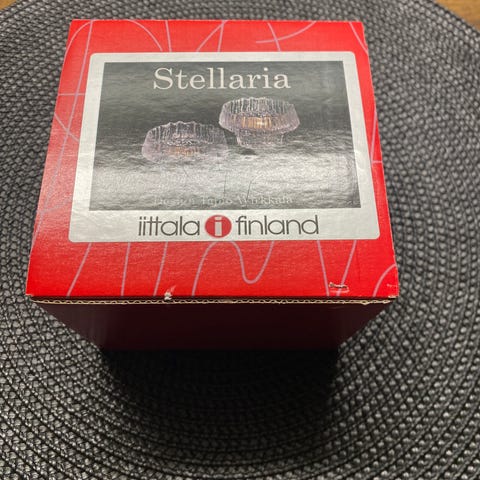 Stellaria
Design Tapio Wirkkala
iittala i finland